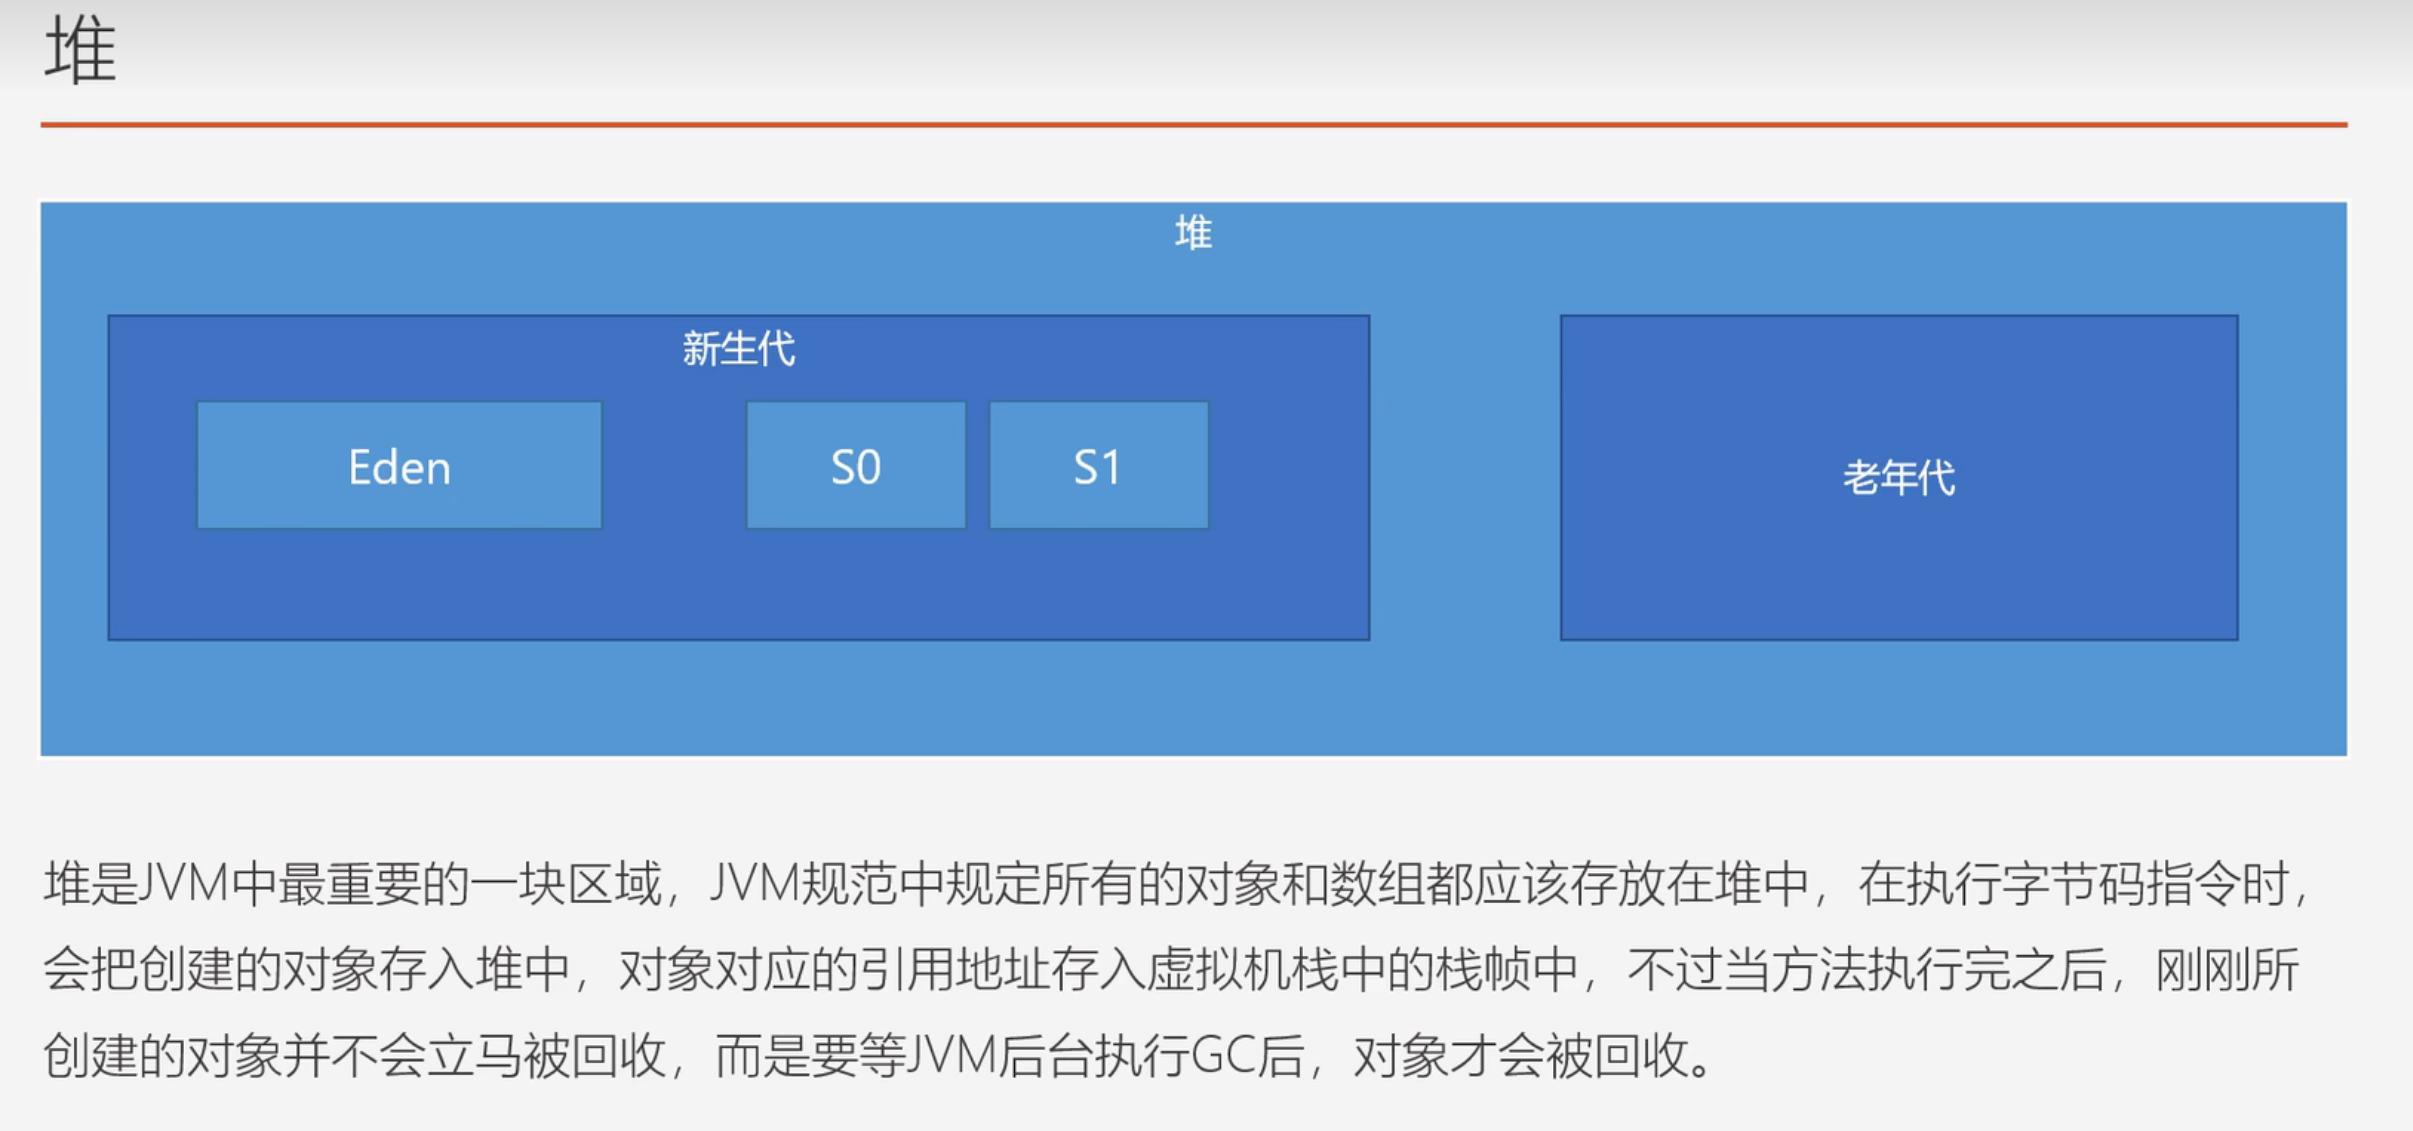 堆
堆
新生代
Eden
S0
S1
老年代
堆是JVM中最重要的一块区域，JVM规范中规定所有的对象和数组都应该存放在堆中，在执行字节码指令时，
会把创建的对象存入堆中，对象对应的引用地址存入虚拟机栈中的栈帧中，不过当方法执行完之后，刚刚所
创建的对象并不会立马被回收，而是要等JVM后台执行GC后，对象才会被回收。